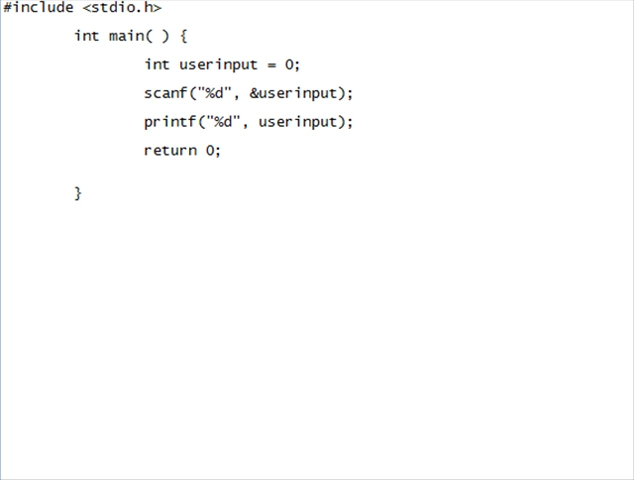 #include <stdio.h>
int main( ) {
int userinput = 0;
scanf("%d", &userinput);
printf("%d", userinput);
return 0;
}